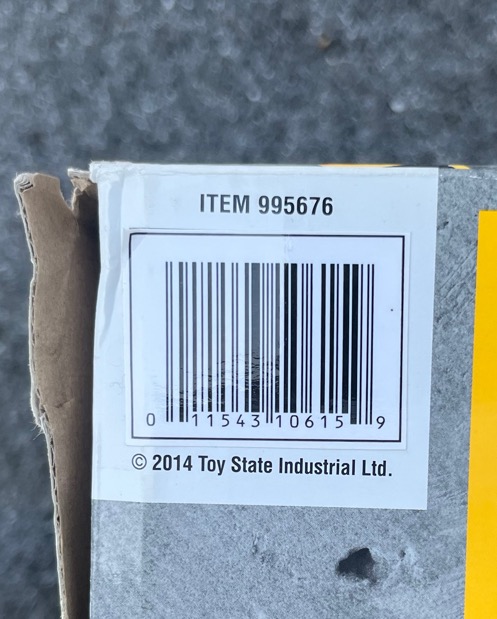 ITEM 995676
0 11543 10615 9
© 2014 Toy State Industrial Ltd.